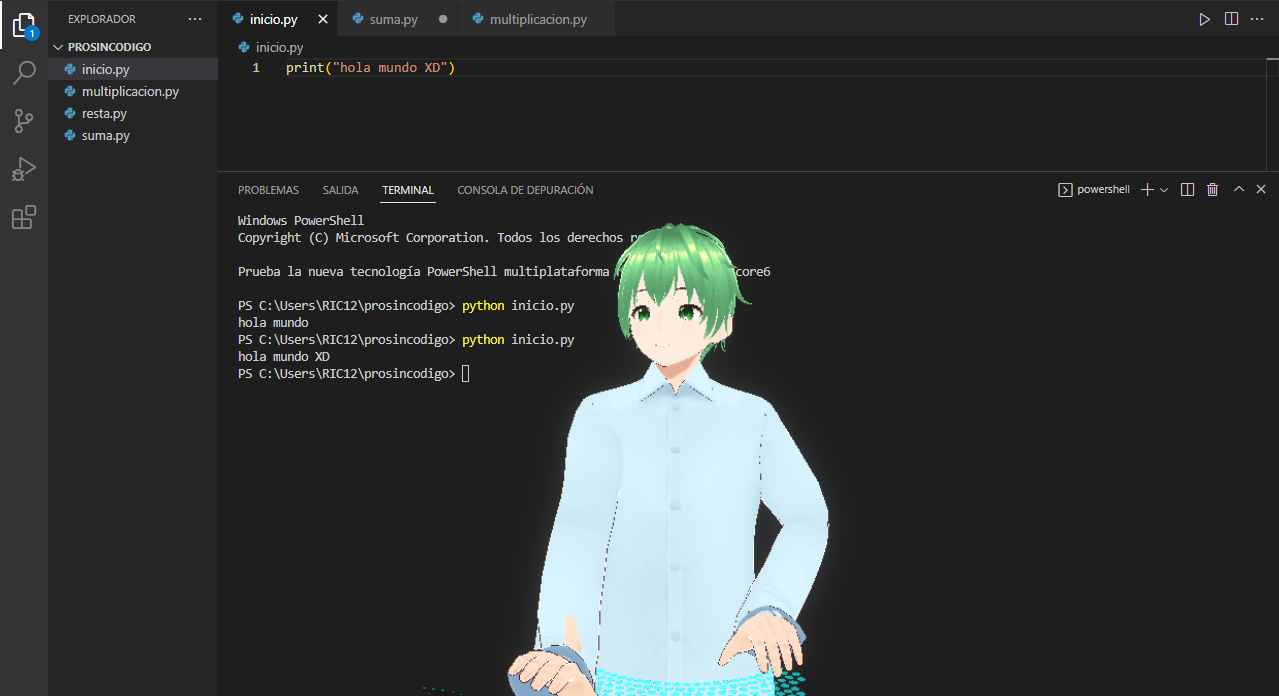 EXPLORADOR
1
PROSINCODIGO
inicio.py
multiplicacion.py
resta.py
suma.py
inicio.py suma.py multiplicacion.py
inicio.py
1 print("hola mundo XD")
PROBLEMAS SALIDA TERMINAL CONSOLA DE DEPURACIÓN powershell
Windows PowerShell
Copyright (C) Microsoft Corporation. Todos los derechos
Prueba la nueva tecnología PowerShell multiplataforma core6
PS C:\Users\RIC12\prosincodigo> python inicio.py
hola mundo
PS C:\Users\RIC12\prosincodigo> python inicio.py
hola mundo XD
PS C:\Users\RIC12\prosincodigo>